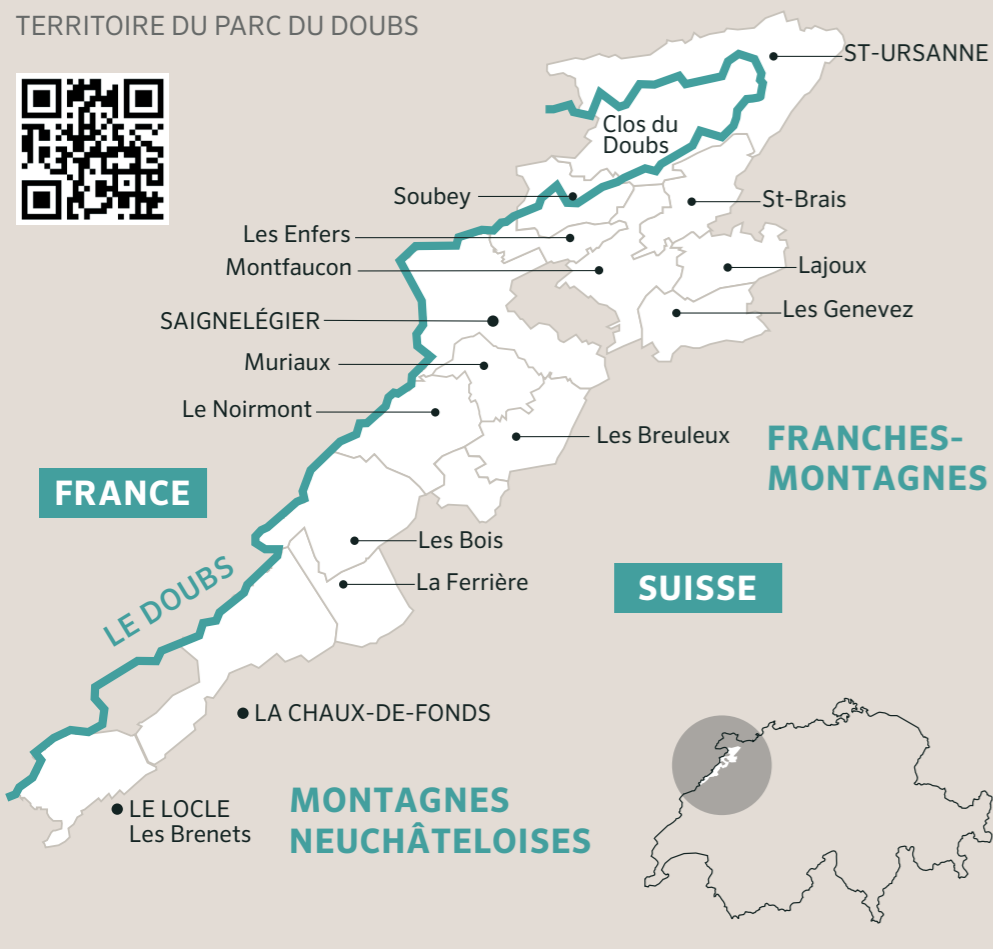 TERRITOIRE DU PARC DU DOUBS
ST-URSANNE
Clos du
Doubs
Soubey
St-Brais
Les Enfers
Montfaucon
Lajoux
Les Genevez
SAIGNELÉGIER
Muriaux
Le Noirmont
Les Breuleux
FRANCHES-
MONTAGNES
FRANCE
Les Bois
La Ferrière
SUISSE
LE DOUBS
LA CHAUX-DE-FONDS
MONTAGNES
NEUCHÂTELOISES
LE LOCLE
Les Brenets